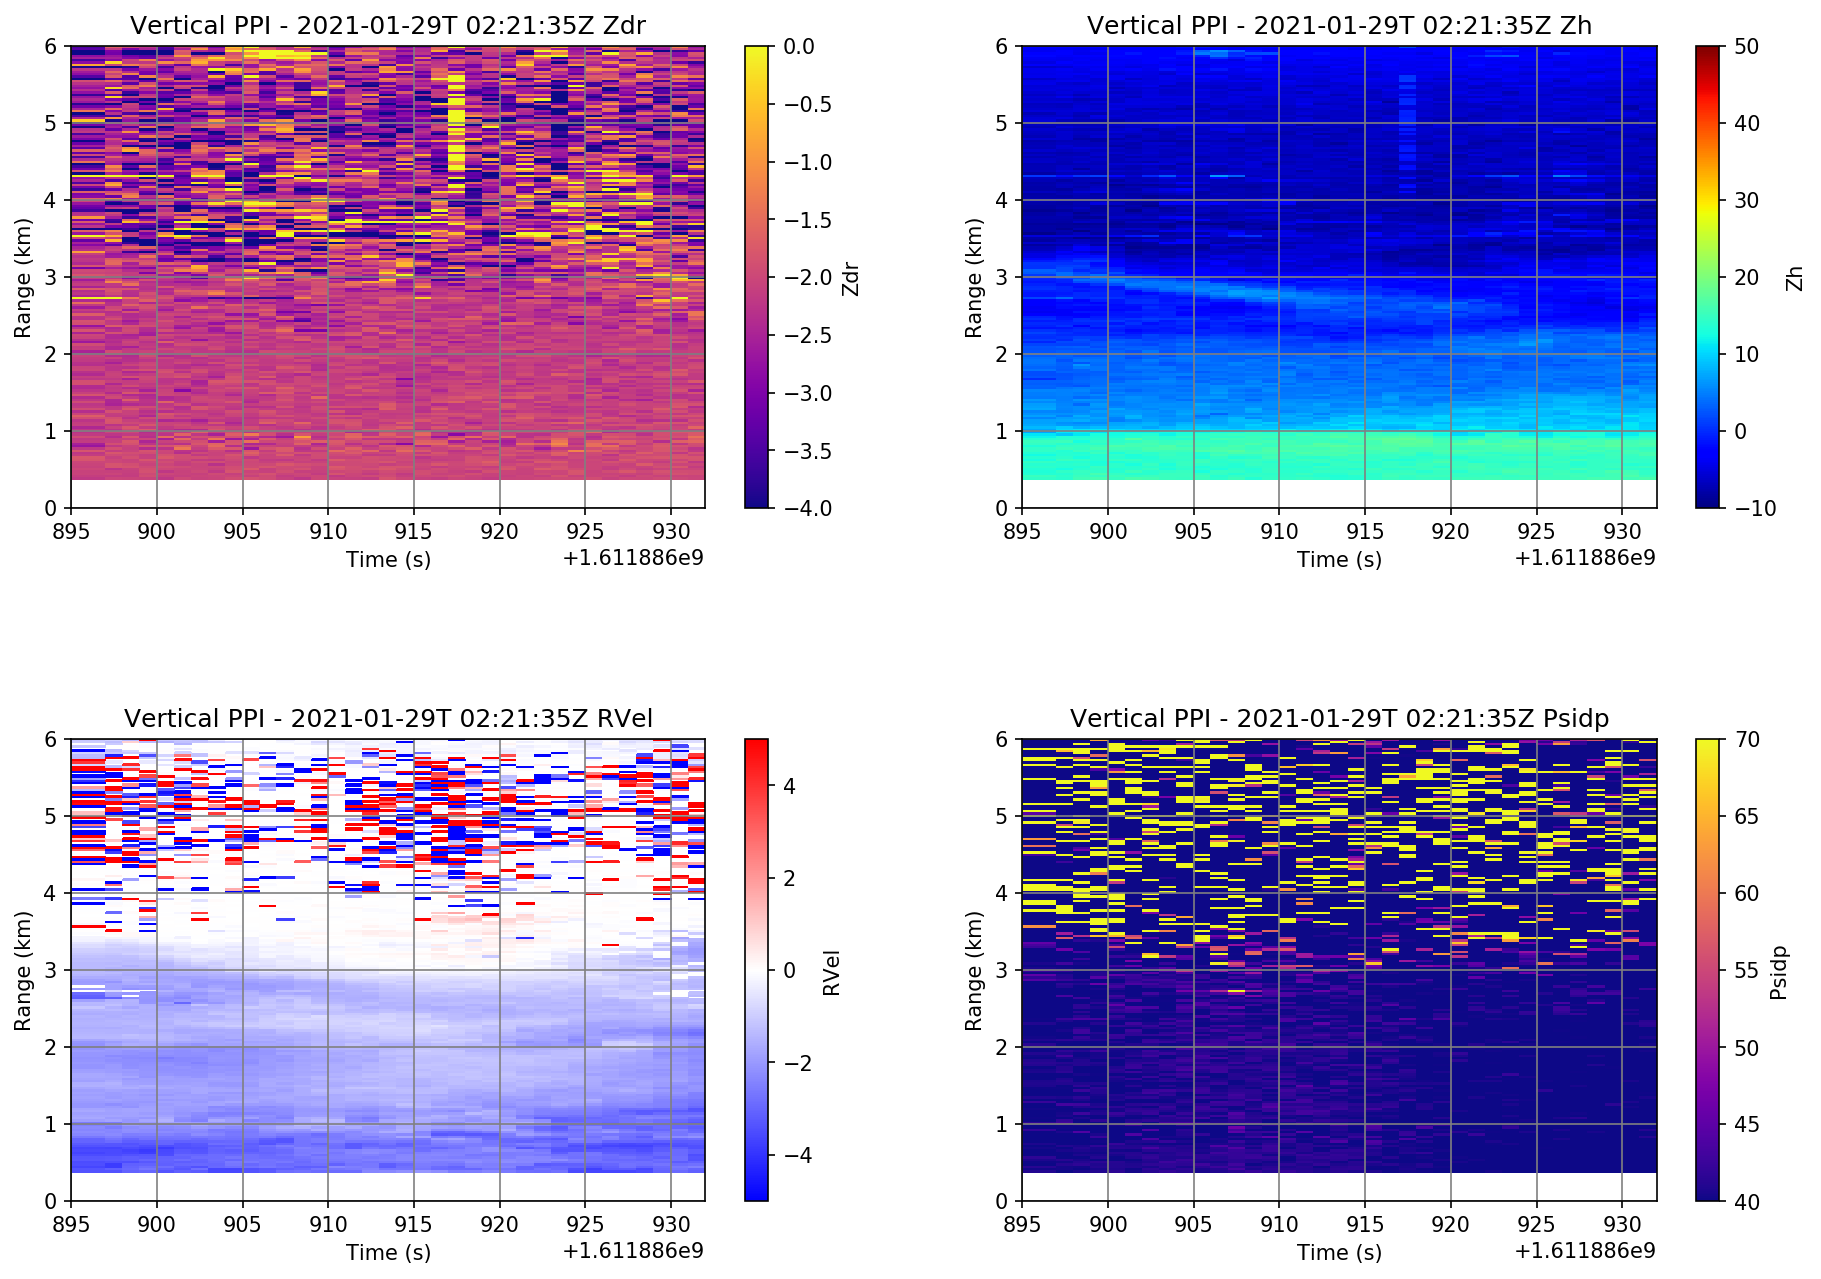 Vertical PPI - 2021-01-29T 02:21:35Z Zdr
6
5
4
3
2
1
0
Range (km)
895 900 905 910 915 920 925 930
Time (s)
+1.611886e9
0.0
−0.5
−1.0
−1.5
−2.0
−2.5
−3.0
−3.5
−4.0
Zdr
Vertical PPI - 2021-01-29T 02:21:35Z Zh
6
5
4
3
2
1
0
Range (km)
895 900 905 910 915 920 925 930
Time (s)
+1.611886e9
50
40
30
20
10
0
−10
Zh
Vertical PPI - 2021-01-29T 02:21:35Z RVel
6
5
4
3
2
1
0
Range (km)
895 900 905 910 915 920 925 930
Time (s)
+1.611886e9
4
2
0
−2
−4
RVel
Vertical PPI - 2021-01-29T 02:21:35Z Psidp
6
5
4
3
2
1
0
Range (km)
895 900 905 910 915 920 925 930
Time (s)
+1.611886e9
70
65
60
55
50
45
40
Psidp